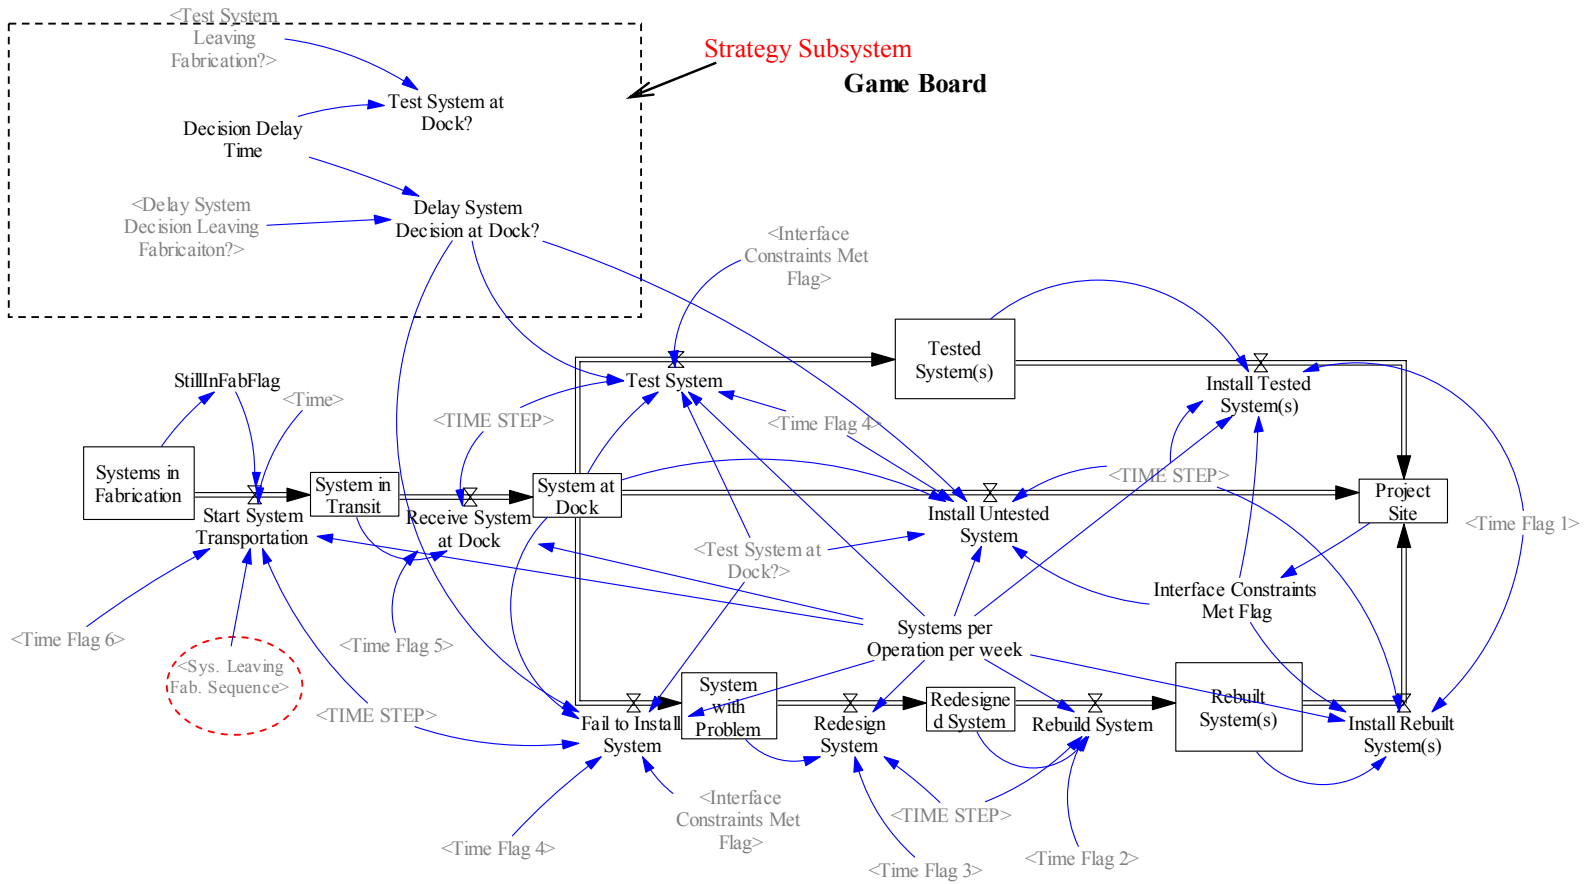 <Test System
Leaving
Fabrication?>
Strategy Subsystem
Game Board
Test System at
Dock?
Decision Delay
Time
<Delay System
Decision Leaving
Fabricaiton?>
Delay System
Decision at Dock?
<Interface
Constraints Met
Flag>
Tested
System(s)
Test System
Install Tested
System(s)
StillInFabFlag
<Time>
<TIME STEP>
<Time Flag 4>
<TIME STEP>
Systems in
Fabrication
System in
Transit
System at
Dock
Project
Site
Start System
Transportation
Receive System
at Dock
Install Untested
System
<Time Flag 1>
<Test System at
Dock?>
Interface Constraints
Met Flag
<Time Flag 6>
<Time Flag 5>
Systems per
Operation per week
<Sys. Leaving
Fab. Sequence>
<TIME STEP>
System
with
Problem
Redesigne
d System
Rebuilt
System(s)
Fail to Install
System
Redesign
System
Rebuild System
Install Rebuilt
System(s)
<Interface
Constraints Met
Flag>
<TIME STEP>
<Time Flag 4>
<Time Flag 3>
<Time Flag 2>